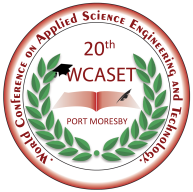 World Conference on Applied Science Engineering and Technology.
20th
WCASET
PORT MORESBY